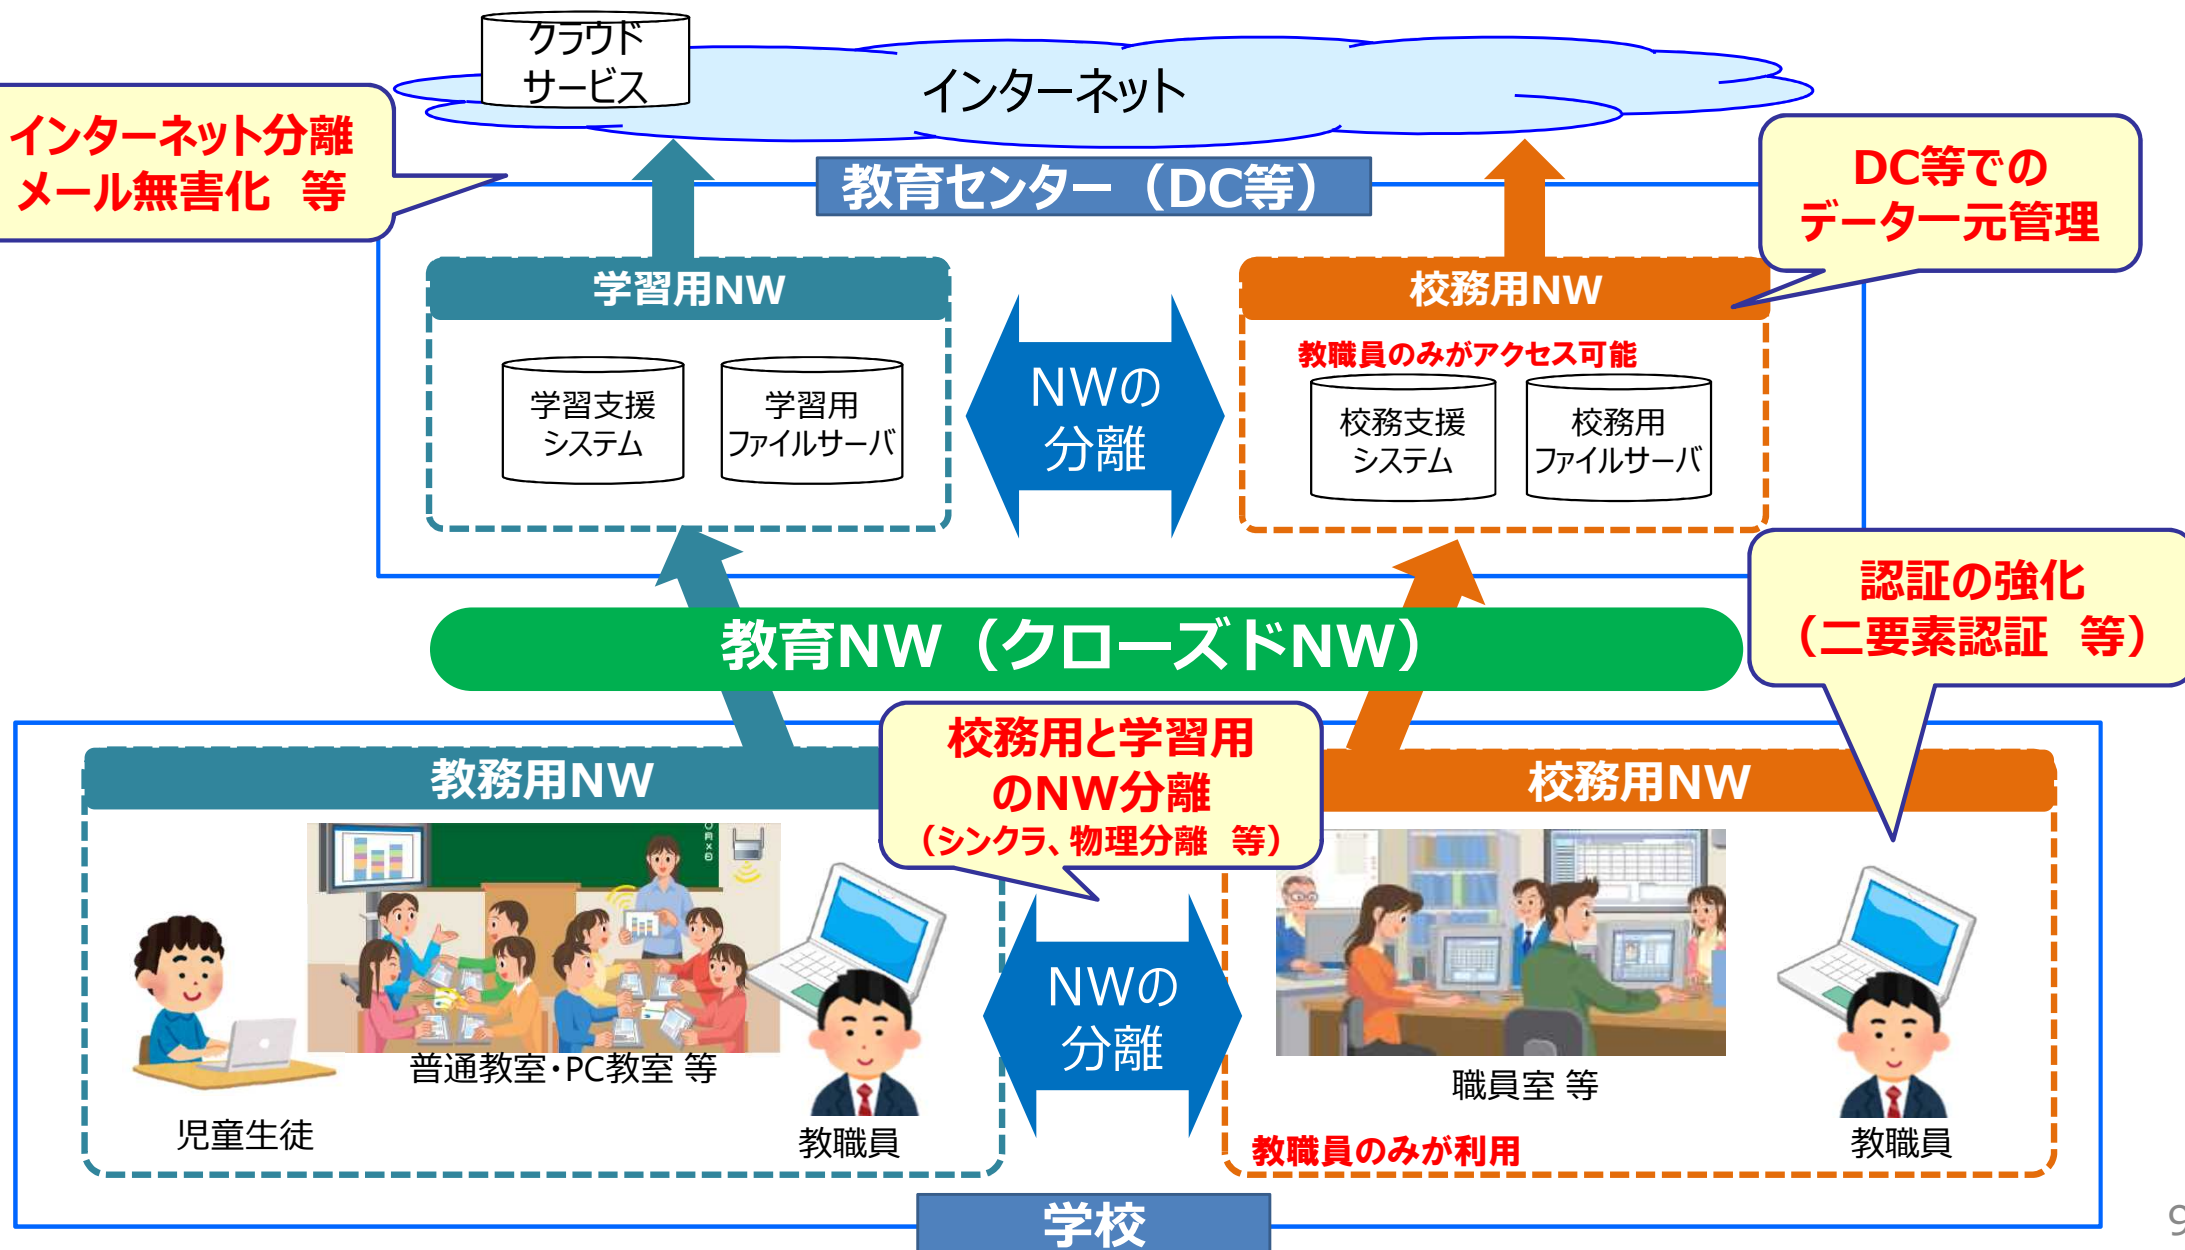 クラウド
サービス
インターネット
インターネット分離
メール無害化 等
教育センター（DC等）
DC等での
データ一元管理
学習用NW
校務用NW
教職員のみがアクセス可能
学習支援
システム
学習用
ファイルサーバ
NWの
分離
校務支援
システム
校務用
ファイルサーバ
認証の強化
（二要素認証 等）
教育NW（クローズドNW）
校務用と学習用
のNW分離
（シンクラ、物理分離 等）
教務用NW
校務用NW
NWの
分離
普通教室・PC教室 等
職員室 等
児童生徒
教職員
教職員のみが利用
教職員
学校
9